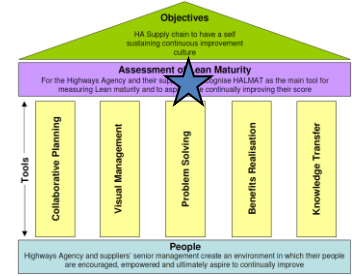 Objectives
HA Supply chain to have a self
sustaining continuous improvement
culture
Assessment of Lean Maturity
For the Highways Agency and their ognise HALMAT as the main tool for
measuring Lean maturity and to continually improving their score
Tools
Collaborative Planning
Visual Management
Problem Solving
Benefits Realisation
Knowledge Transfer
People
Highways Agency and suppliers' senior management create an environment in which their people
are encouraged, empowered and ultimately aspire to continually improve